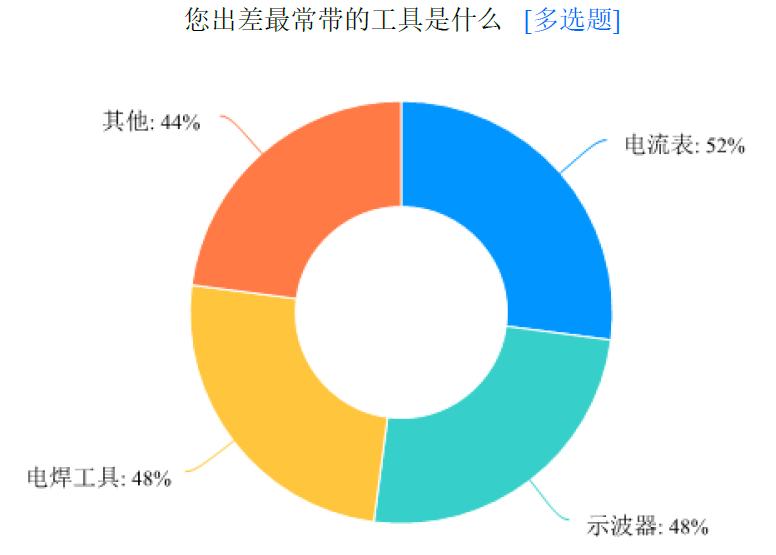 您出差最常带的工具是什么 [多选题]
其他: 44%
电流表: 52%
电焊工具: 48%
示波器: 48%